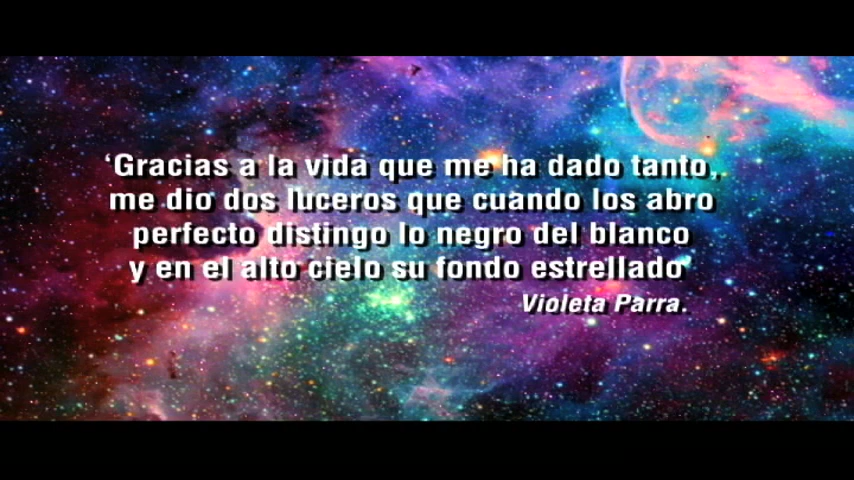 ‘Gracias a la vida que me ha dado tanto,
me dio dos luceros que cuando los abro
perfecto distingo lo negro del blanco
y en el alto cielo su fondo estrellado’
Violeta Parra.